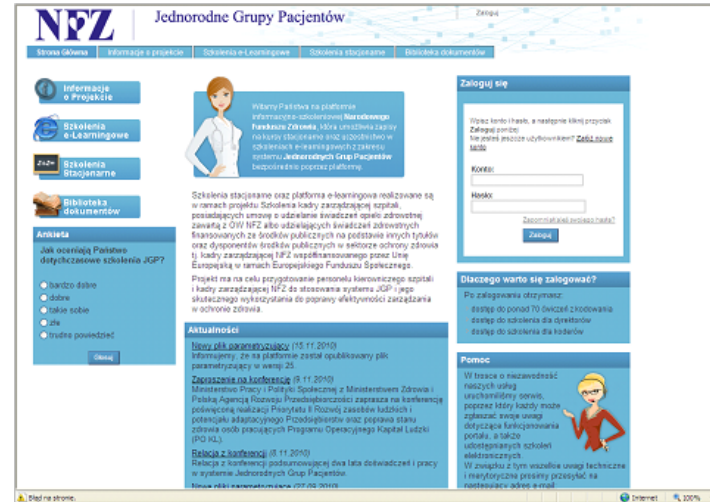 NFZ
Jednorodne Grupy Pacjentów
Zaloguj
Strona Główna
Informacje o projekcie
Szkolenia e-Learningowe
Szkolenia stacjonarne
Biblioteka dokumentów
Informacje
o Projekcie
Szkolenia
e-Learningowe
Szkolenia
Stacjonarne
Biblioteka
dokumentów
Ankieta
Jak oceniają Państwo
dotychczasowe szkolenia JGP?
bardzo dobre
dobre
takie sobie
złe
trudno powiedzieć
Głosuj
Witamy Państwa na platformie
informacyjno-szkoleniowej Narodowego
Funduszu Zdrowia, która umożliwia zapisy
na kursy stacjonarne oraz uczestnictwo w
szkoleniach e-learningowych z zakresu
systemu Jednorodnych Grup Pacjentów
bezpośrednio poprzez platformę.
Szkolenia stacjonarne oraz platforma e-learningowa realizowane są
w ramach projektu Szkolenia kadry zarządzającej szpitali,
posiadających umowę o udzielanie świadczeń opieki zdrowotnej
zawartą z OW NFZ albo udzielających świadczeń zdrowotnych
finansowanych ze środków publicznych na podstawie innych tytułów
oraz dysponentów środków publicznych w sektorze ochrony zdrowia
tj. kadry zarządzającej NFZ współfinansowanego przez Unię
Europejską w ramach Europejskiego Funduszu Społecznego.
Projekt ma na celu przygotowanie personelu kierowniczego szpitali
i kadry zarządzającej NFZ do stosowania systemu JGP i jego
skutecznego wykorzystania do poprawy efektywności zarządzania
w ochronie zdrowia.
Aktualności
Nowy plik parametryzujący (15.11.2010)
Informujemy, że na platformie został opublikowany plik
parametryzujący w wersji 25.
Zaproszenie na konferencję (9.11.2010)
Ministerstwo Pracy i Polityki Społecznej z Ministerstwem Zdrowia i
Polską Agencją Rozwoju Przedsiębiorczości zaprasza na konferencję
poświęconą realizacji Priorytetu II Rozwój zasobów ludzkich i
potencjału adaptacyjnego Przedsiębiorstw oraz poprawa stanu
zdrowia osób pracujących Programu Operacyjnego Kapitał Ludzki
(PO KL).
Relacja z konferencji (8.11.2010)
Relacja z konferencji podsumowującej dwa lata doświadczeń i pracy
w systemie Jednorodnych Grup Pacjentów.
Nowe pliki parametryzujące (27.09.2010)
Zaloguj się
Wpisz konto i hasło, a następnie kliknij przycisk
Zaloguj poniżej.
Nie jesteś jeszcze użytkownikiem? Załóż nowe
konto
Konto:
Hasło:
Zapomniałeś swojego hasła?
Zaloguj
Dlaczego warto się zalogować?
Po zalogowaniu otrzymasz:
dostęp do ponad 70 ćwiczeń z kodowania
dostęp do szkolenia dla dyrektorów
dostęp do szkolenia dla koderów
Pomoc
W trosce o niezawodność
naszych usług
uruchomiliśmy serwis,
poprzez który każdy może
zgłaszać swoje uwagi
dotyczące funkcjonowania
portalu, a także
udostępnianych szkoleń
elektronicznych.
W związku z tym wszelkie uwagi techniczne
i merytoryczne prosimy przesyłać na
następujący adres e-mail
Błąd na stronie.
Internet
100%